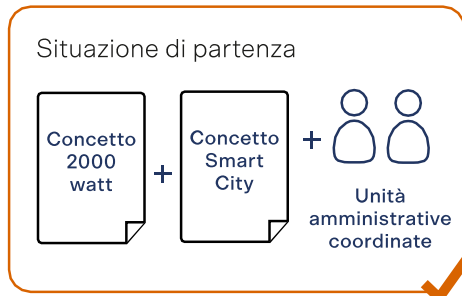 Situazione di partenza
Concetto
2000
watt
+
Concetto
Smart
City
+
Unità
amministrative
coordinate